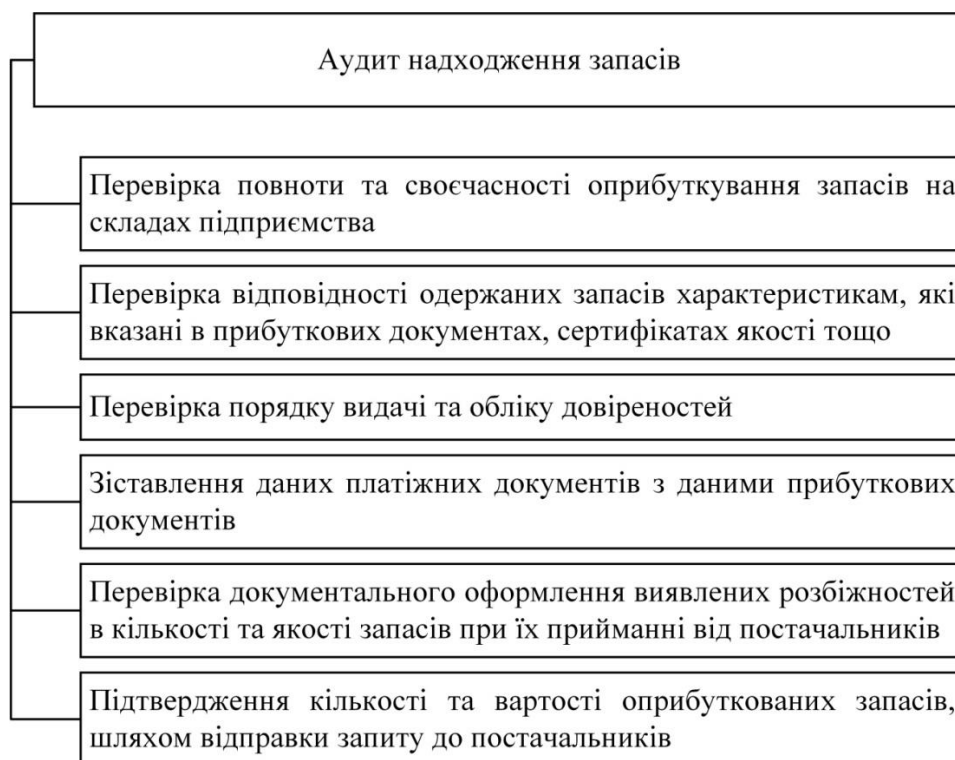 Аудит надходження запасів
Перевірка повноти та своєчасності оприбуткування запасів на
складах підприємства
Перевірка відповідності одержаних запасів характеристикам, які
вказані в прибуткових документах, сертифікатах якості тощо
Перевірка порядку видачі та обліку довіреностей
Зіставлення даних платіжних документів з даними прибуткових
документів
Перевірка документального оформлення виявлених розбіжностей
в кількості та якості запасів при їх прийманні від постачальників
Підтвердження кількості та вартості оприбуткованих запасів,
шляхом відправки запиту до постачальників